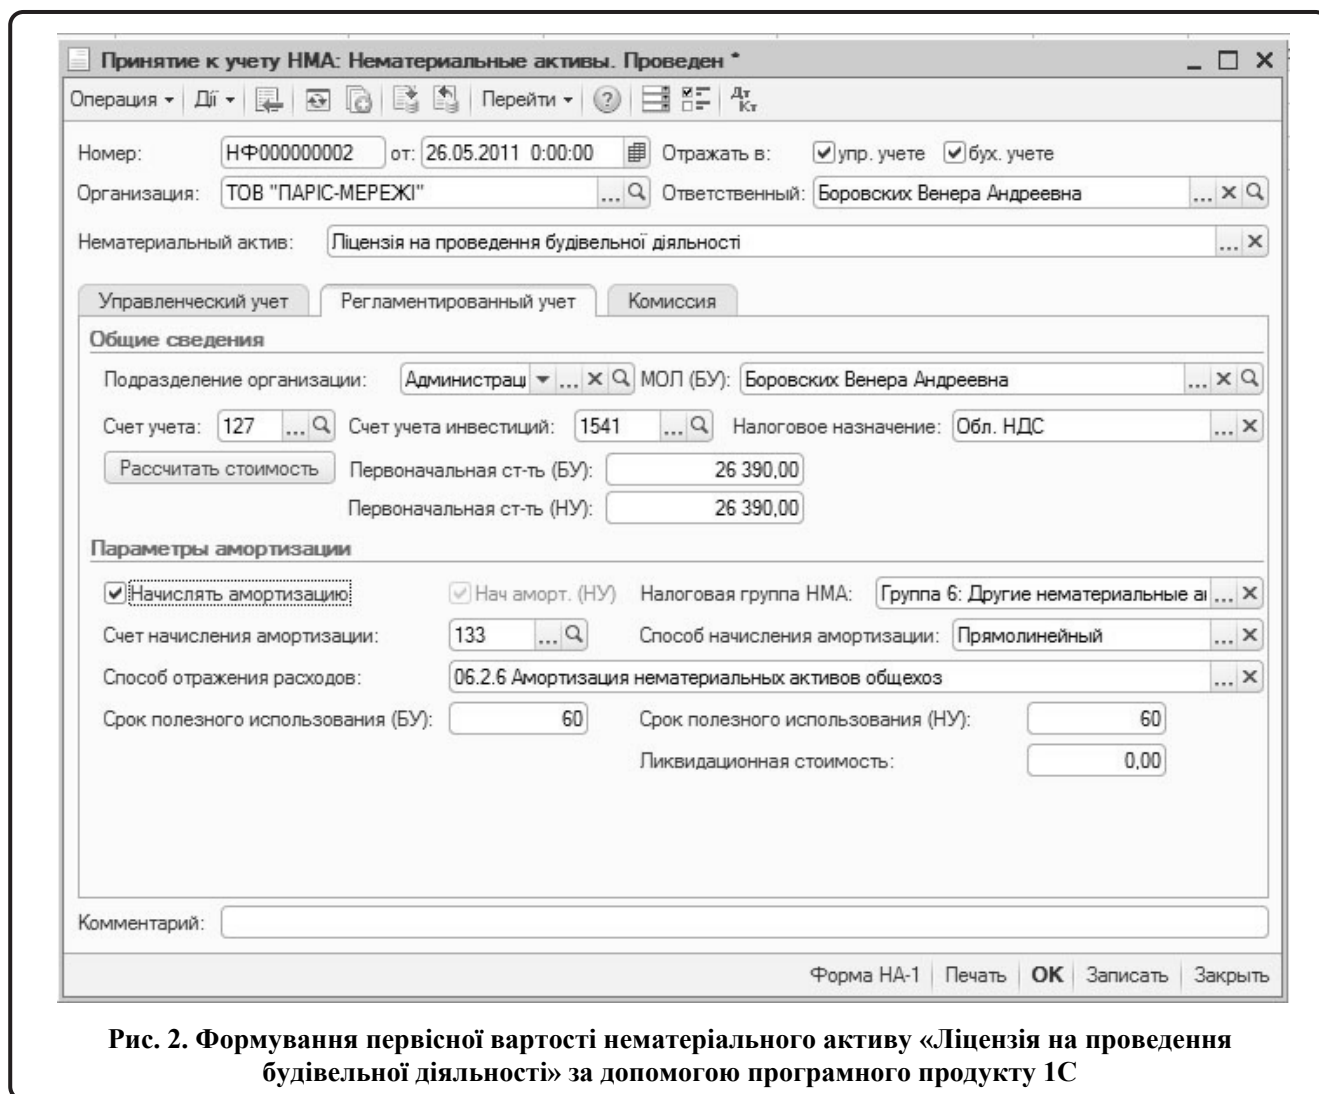 Принятие к учету НМА: Нематериальные активы. Проведен *
Операция Дії Перейти Дт Кт
Номер: НФ000000002 от: 26.05.2011 0:00:00 Отражать в: упр. учете бух. учете
Организация: ТОВ "ПАРІС-МЕРЕЖІ" ... Ответственный: Боровских Венера Андреевна ...
Нематериальный актив: Ліцензія на проведення будівельної діяльності ...
Управленческий учет Регламентированный учет Комиссия
Общие сведения
Подразделение организации: Администраци ... МОЛ (БУ): Боровских Венера Андреевна ...
Счет учета: 127 ... Счет учета инвестиций: 1541 ... Налоговое назначение: Обл. НДС ...
Рассчитать стоимость Первоначальная ст-ть (БУ): 26 390,00
Первоначальная ст-ть (НУ): 26 390,00
Параметры амортизации
Начислять амортизацию Нач аморт. (НУ) Налоговая группа НМА: Группа 6: Другие нематериальные а ...
Счет начисления амортизации: 133 ... Способ начисления амортизации: Прямолинейный ...
Способ отражения расходов: 06.2.6 Амортизация нематериальных активов общехоз ...
Срок полезного использования (БУ): 60 Срок полезного использования (НУ): 60
Ликвидационная стоимость: 0,00
Комментарий:
Форма НА-1 Печать ОК Записать Закрыть
Рис. 2. Формування первісної вартості нематеріального активу «Ліцензія на проведення
будівельної діяльності» за допомогою програмного продукту 1С